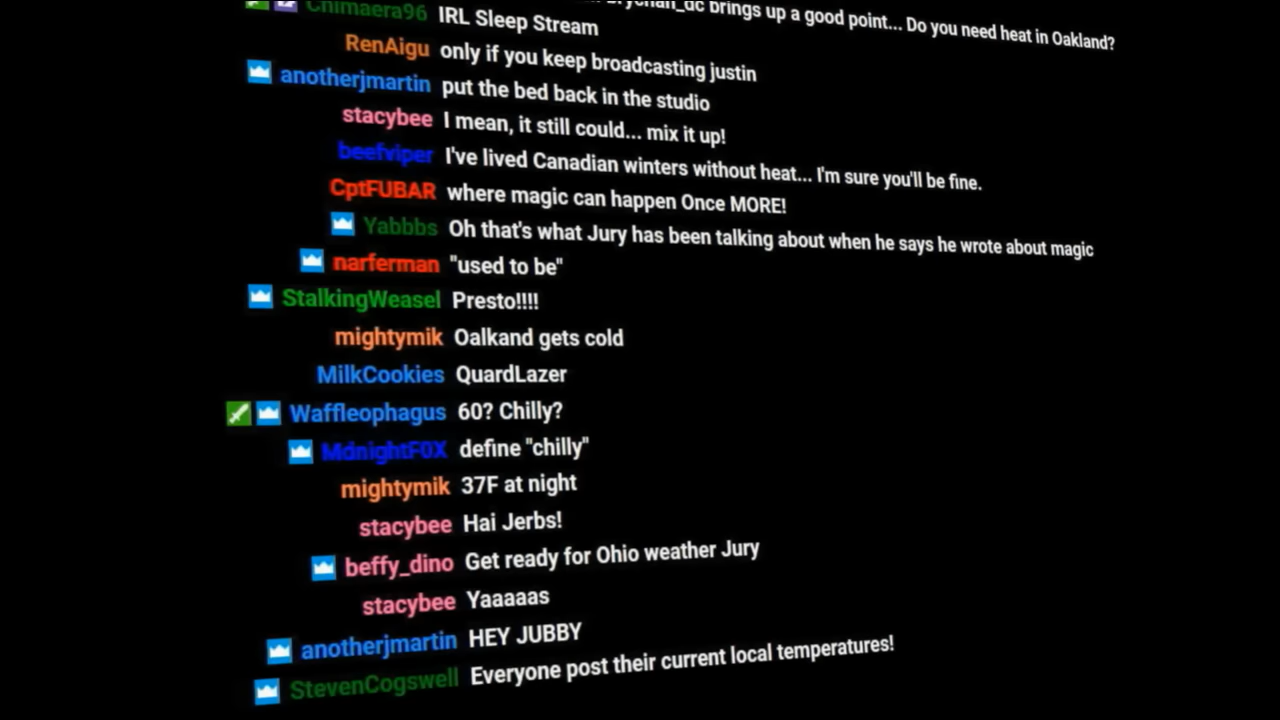 brings up a good point... Do you need heat in Oakland?
Chimaera96 IRL Sleep Stream
RenAigu only if you keep broadcasting justin
anotherjmartin put the bed back in the studio
stacybee I mean, it still could... mix it up!
beefviper I've lived Canadian winters without heat... I'm sure you'll be fine.
CptFUBAR where magic can happen Once MORE!
Yabbbs Oh that's what Jury has been talking about when he says he wrote about magic
narferman "used to be"
StalkingWeasel Presto!!!!
mightymik Oalkand gets cold
MilkCookies QuardLazer
Waffleophagus 60? Chilly?
MdnightF0X define "chilly"
mightymik 37F at night
stacybee Hai Jerbs!
beffy_dino Get ready for Ohio weather Jury
stacybee Yaaaaas
anotherjmartin HEY JUBBY
StevenCogswell Everyone post their current local temperatures!